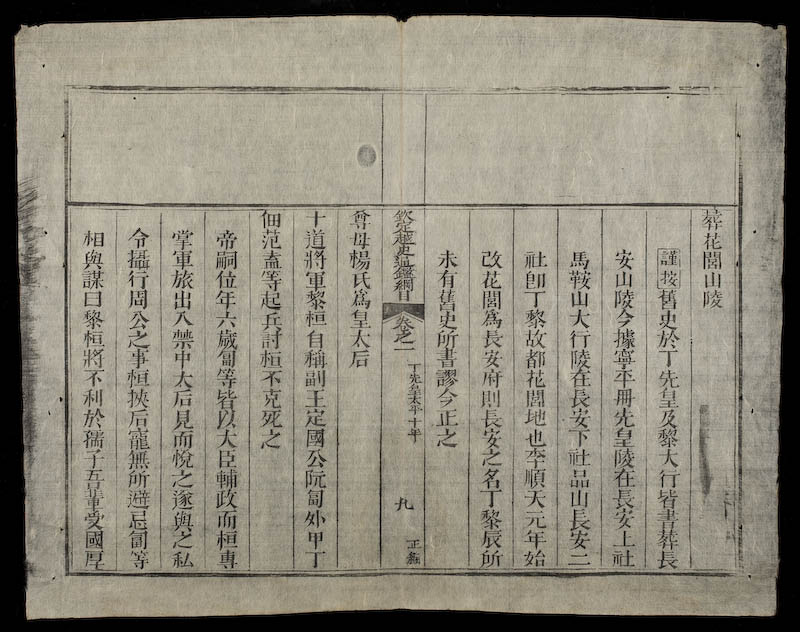 葬花閭山陵
謹按舊史於丁先皇及黎大行皆書葬長
安山陵今據寧平冊先皇陵在長安上社
馬鞍山大行陵在長安下社品山長安二
社卽丁黎故都花閭地也李順天元年始
改花閭爲長安府則長安之名丁黎辰所
未有舊史所書謬今正之
欽定越史通鑑綱目 卷之一 丁先皇太平十年 九 正編
尊母楊氏爲皇太后
十道將軍黎桓自稱副王定國公阮匐外甲丁
佃范盍等起兵討桓不克死之
帝嗣位年六歲匐等皆以大臣輔政而桓專
掌軍旅出入禁中太后見而悅之遂與之私
令攝行周公之事桓挾后寵無所避忌匐等
相與謀曰黎桓將不利於孺子吾輩受國厚